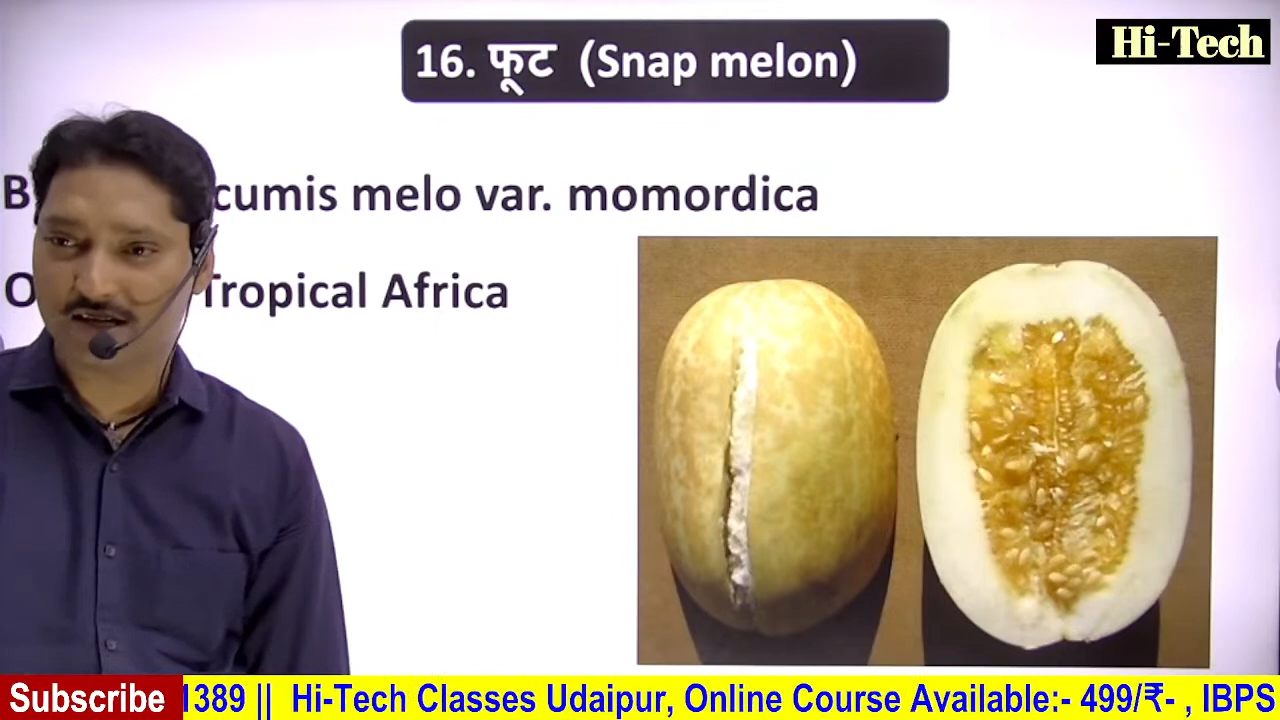 16. फूट (Snap melon)
Hi-Tech
cumis melo var. momordica
Tropical Africa
Subscribe 1389 || Hi-Tech Classes Udaipur, Online Course Available:- 499/₹- , IBPS